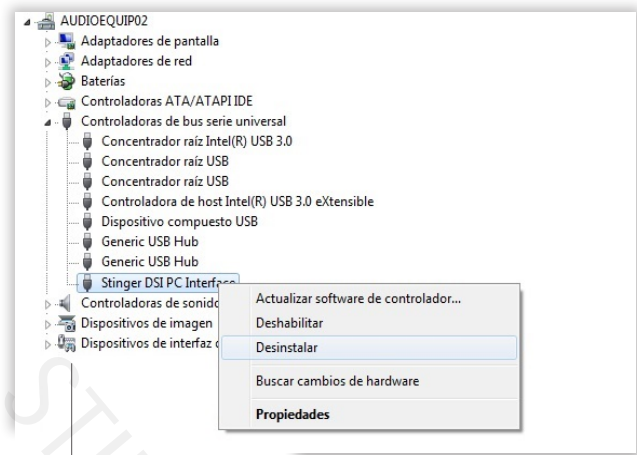 AUDIOEQUIP02
Adaptadores de pantalla
Adaptadores de red
Baterías
Controladoras ATA/ATAPI IDE
Controladoras de bus serie universal
Concentrador raíz Intel(R) USB 3.0
Concentrador raíz USB
Concentrador raíz USB
Controladora de host Intel(R) USB 3.0 eXtensible
Dispositivo compuesto USB
Generic USB Hub
Generic USB Hub
Stinger DSI PC Interface
Controladoras de sonido
Dispositivos de imagen
Dispositivos de interfaz
Actualizar software de controlador...
Deshabilitar
Desinstalar
Buscar cambios de hardware
Propiedades